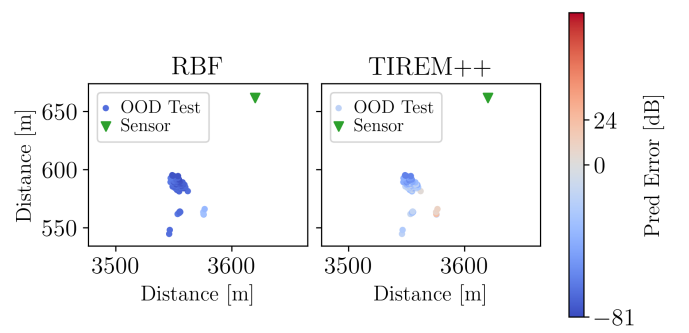 RBF
TIREM++
OOD Test
Sensor
OOD Test
Sensor
Distance [m]
650
600
550
3500
3600
3500
3600
Distance [m]
Distance [m]
24
0
−81
Pred Error [dB]